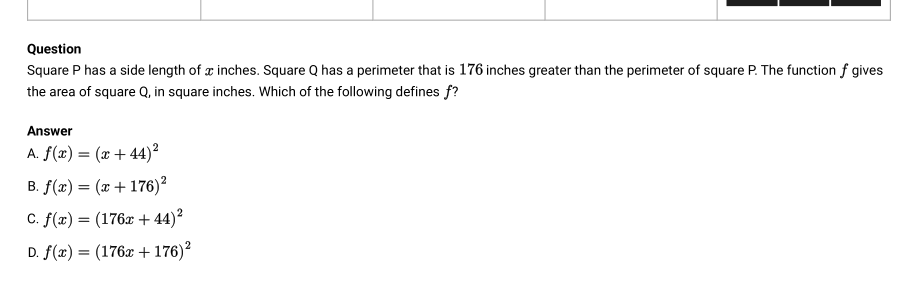 Question
Square P has a side length of x inches. Square Q has a perimeter that is 176 inches greater than the perimeter of square P. The function f gives
the area of square Q, in square inches. Which of the following defines f?
Answer
A. f(x) = (x + 44)²
B. f(x) = (x + 176)²
C. f(x) = (176x + 44)²
D. f(x) = (176x + 176)²